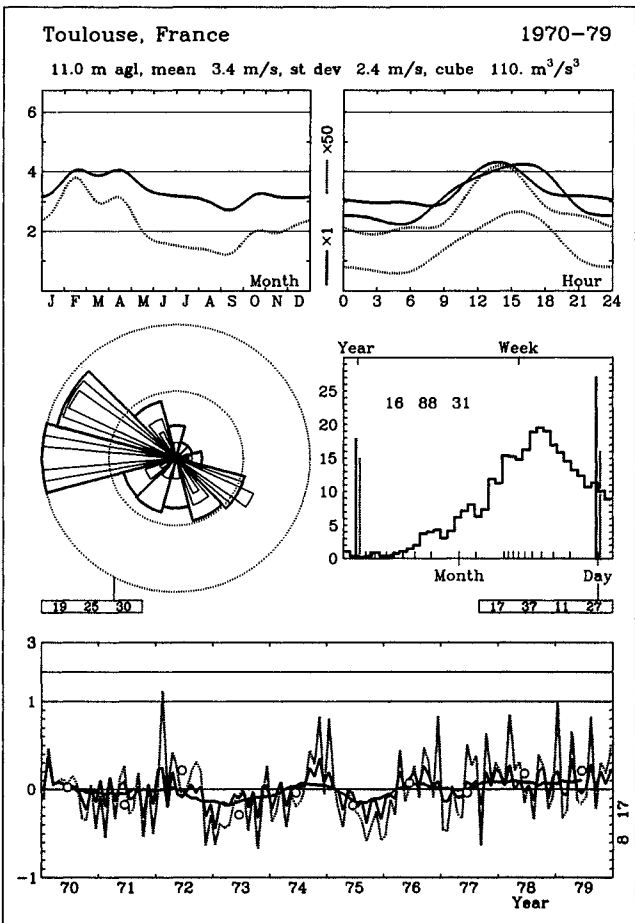 Toulouse, France 1970–79
11.0 m agl, mean 3.4 m/s, st dev 2.4 m/s, cube 110. m³/s³
6
4
2
Month
J F M A M J J A S O N D
×1 ×50
Hour
0 3 6 9 12 15 18 21 24
Year Week
25
20
15
10
5
0
16 88 31
Month Day
19 25 30
17 37 11 27
3
1
0
-1
70 71 72 73 74 75 76 77 78 79
Year
8 17